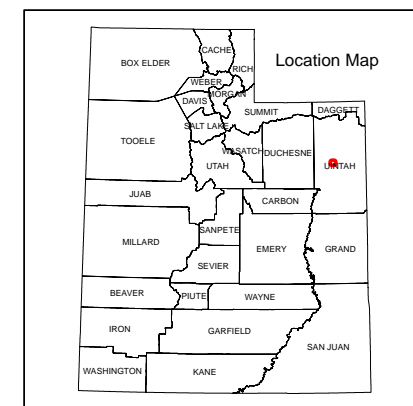 Location Map
CACHE
BOX ELDER
RICH
WEBER
MORGAN
DAVIS
DAGGETT
SUMMIT
SALT LAKE
TOOELE
WASATCH
DUCHESNE
UINTAH
UTAH
JUAB
CARBON
SANPETE
MILLARD
EMERY
GRAND
SEVIER
BEAVER
PIUTE
WAYNE
IRON
GARFIELD
SAN JUAN
WASHINGTON
KANE